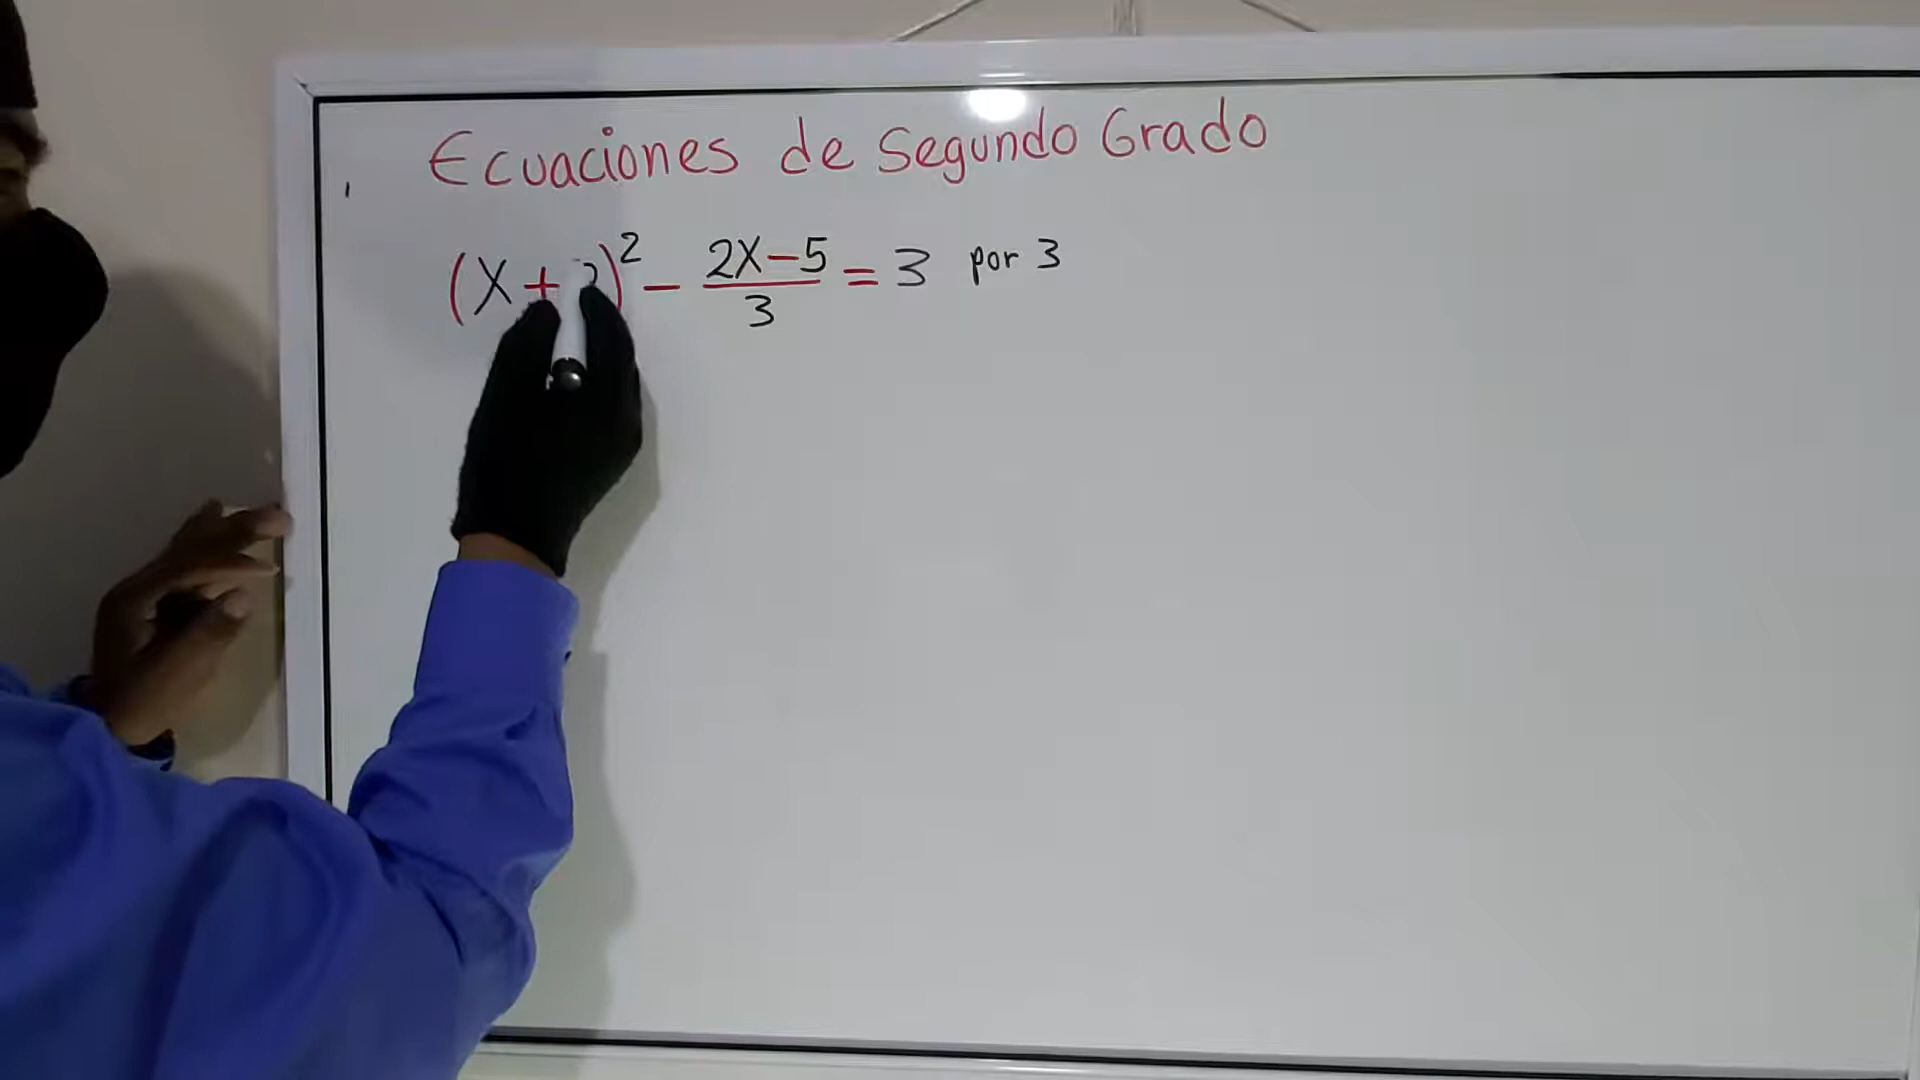 Ecuaciones de Segundo Grado
(X + )² - 2X-5/3 = 3 por 3